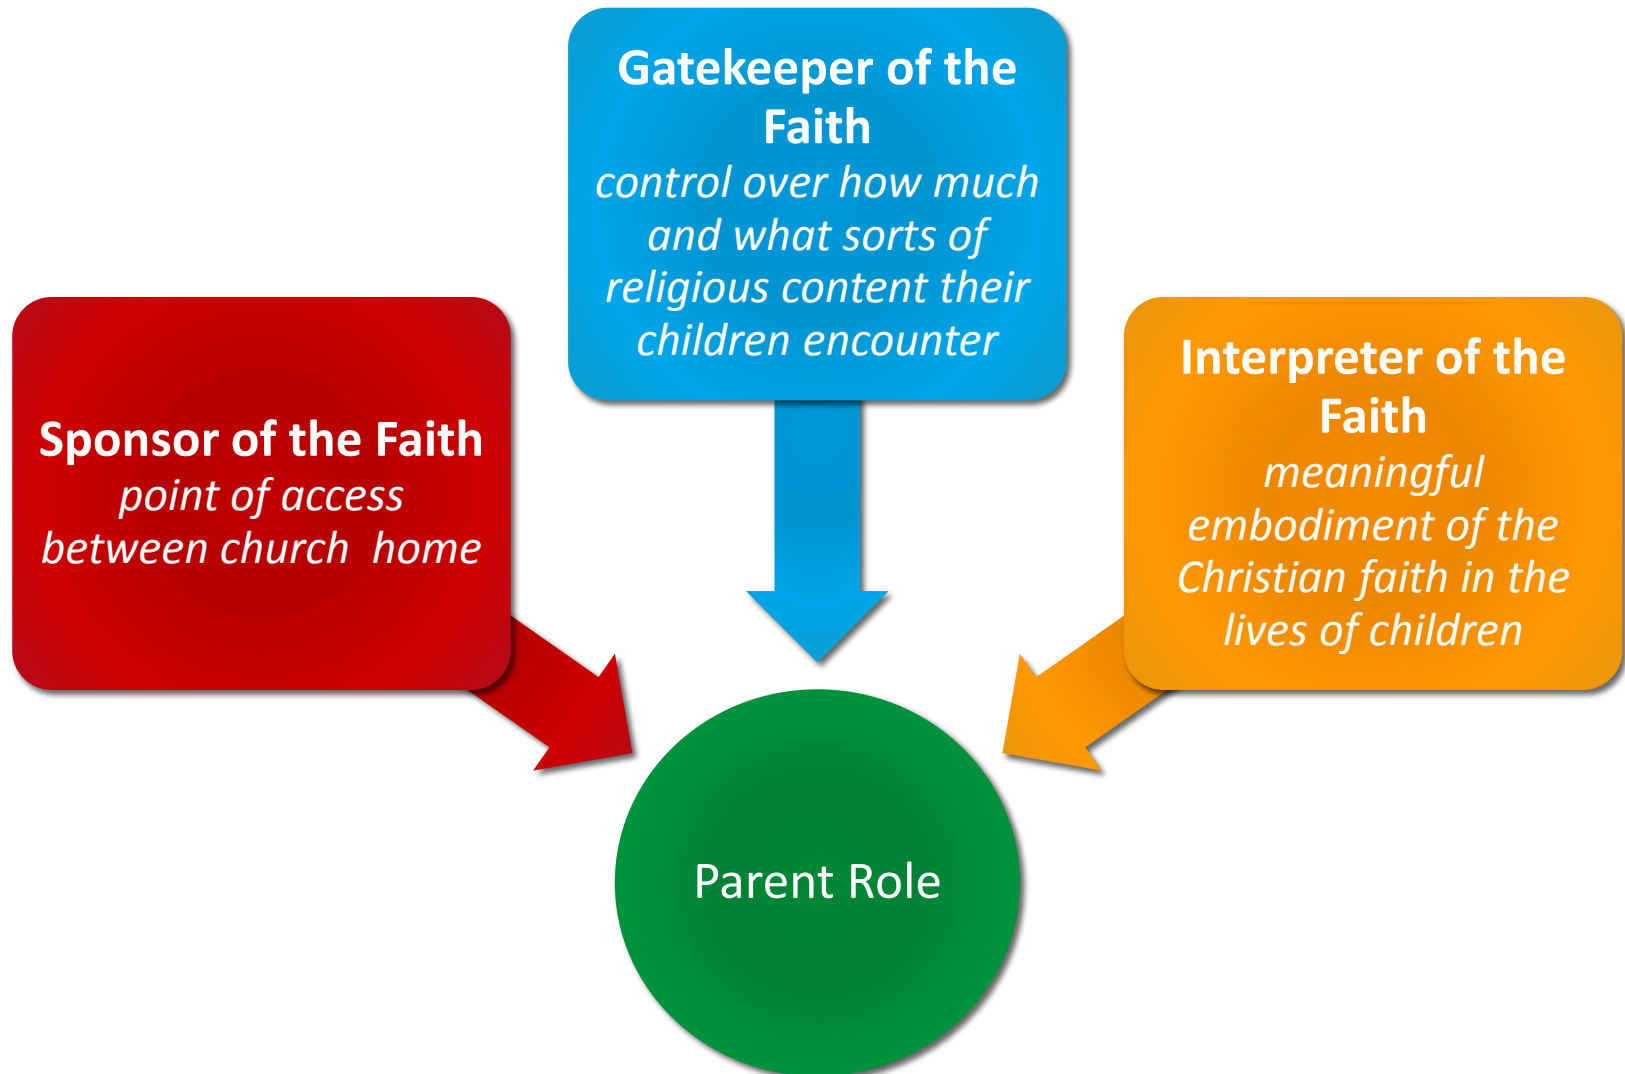 Gatekeeper of the
Faith
control over how much
and what sorts of
religious content their
children encounter
Sponsor of the Faith
point of access
between church  home
Interpreter of the
Faith
meaningful
embodiment of the
Christian faith in the
lives of children
Parent Role